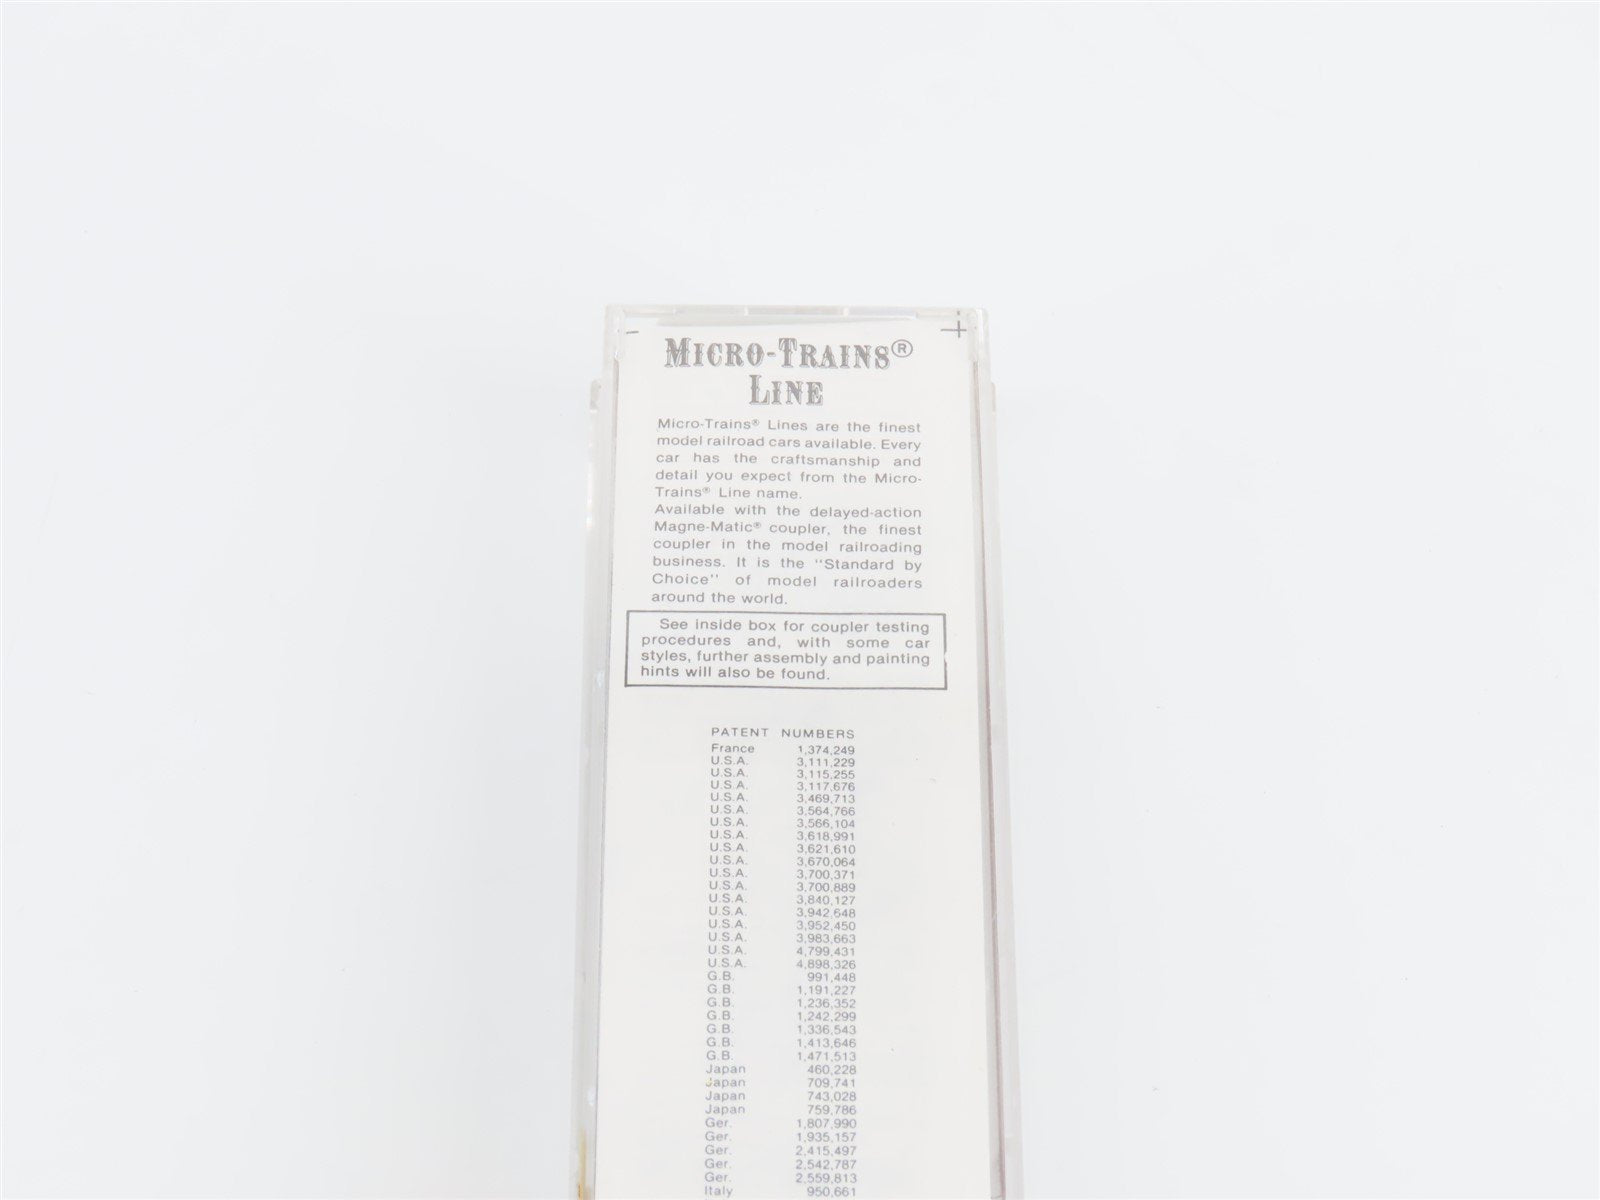 MICRO-TRAINS®
LINE
Micro-Trains® Lines are the finest
model railroad cars available. Every
car has the craftsmanship and
detail you expect from the Micro-
Trains® Line name.
Available with the delayed-action
Magne-Matic® coupler, the finest
coupler in the model railroading
business. It is the "Standard by
Choice" of model railroaders
around the world.
See inside box for coupler testing
procedures and, with some car
styles, further assembly and painting
hints will also be found.
PATENT NUMBERS
France 1,374,249
U.S.A. 3,111,229
U.S.A. 3,115,255
U.S.A. 3,117,676
U.S.A. 3,469,713
U.S.A. 3,564,766
U.S.A. 3,566,104
U.S.A. 3,618,991
U.S.A. 3,621,610
U.S.A. 3,670,064
U.S.A. 3,700,371
U.S.A. 3,700,889
U.S.A. 3,840,127
U.S.A. 3,942,648
U.S.A. 3,952,450
U.S.A. 3,983,663
U.S.A. 4,799,431
U.S.A. 4,898,326
G.B. 991,448
G.B. 1,191,227
G.B. 1,236,352
G.B. 1,242,299
G.B. 1,336,543
G.B. 1,413,646
G.B. 1,471,513
Japan 460,228
Japan 709,741
Japan 743,028
Japan 759,786
Ger. 1,807,990
Ger. 1,935,157
Ger. 2,415,497
Ger. 2,542,787
Ger. 2,559,813
Italy 950,661